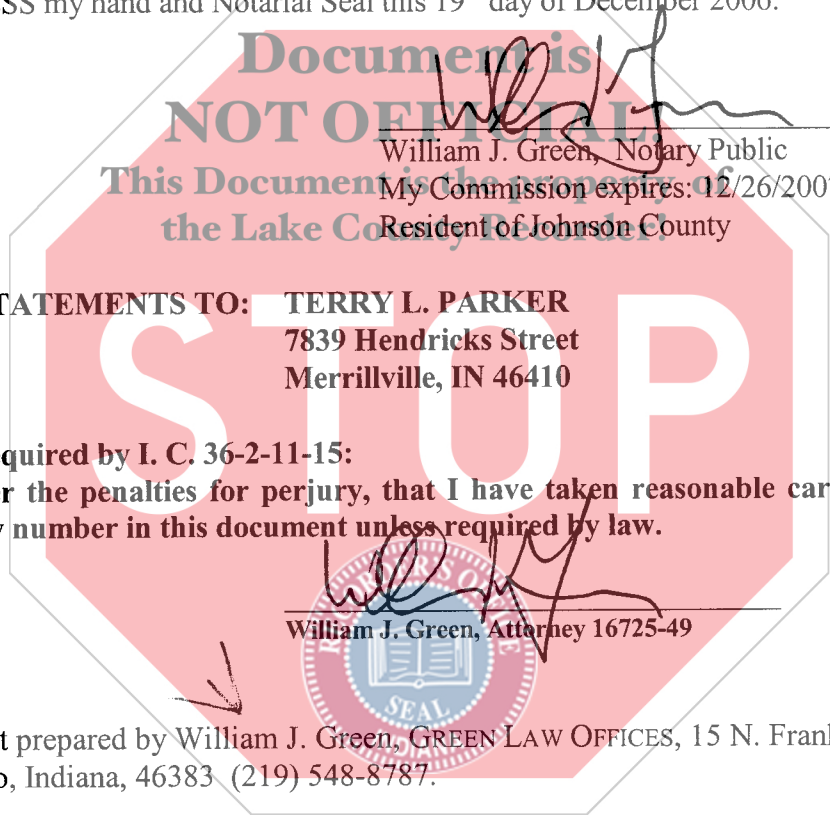 SS my hand and Notarial Seal this 19 day of December 2006.
Document is
NOT OFFICIAL!
William J. Green, Notary Public
This Document is the property of
My Commission expires: 12/26/200
the Lake County Recorder!
Resident of Johnson County
TATEMENTS TO: TERRY L. PARKER
7839 Hendricks Street
Merrillville, IN 46410
STOP
quired by I. C. 36-2-11-15:
r the penalties for perjury, that I have taken reasonable car
y number in this document unless required by law.
RECORDER'S OFFICE
William J. Green, Attorney 16725-49
SEAL
t prepared by William J. Green, GREEN LAW OFFICES, 15 N. Frank
o, Indiana, 46383 (219) 548-8787.